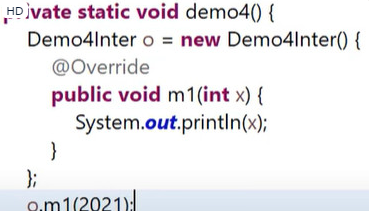 HD
private static void demo4() {
Demo4Inter o = new Demo4Inter() {
@Override
public void m1(int x) {
System.out.println(x);
}
};
o.m1(2021);